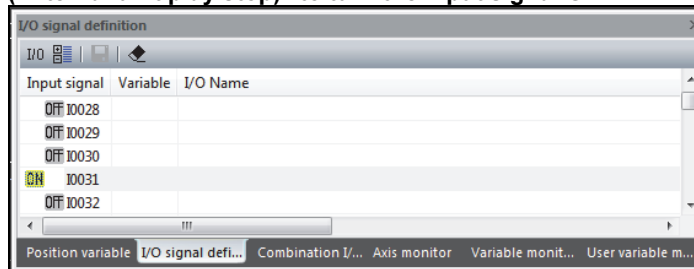 I/O signal definition
I/O
Input signal Variable I/O Name
OFF I0028
OFF I0029
OFF I0030
ON I0031
OFF I0032
Position variable I/O signal defi... Combination I/... Axis monitor Variable monit... User variable m...